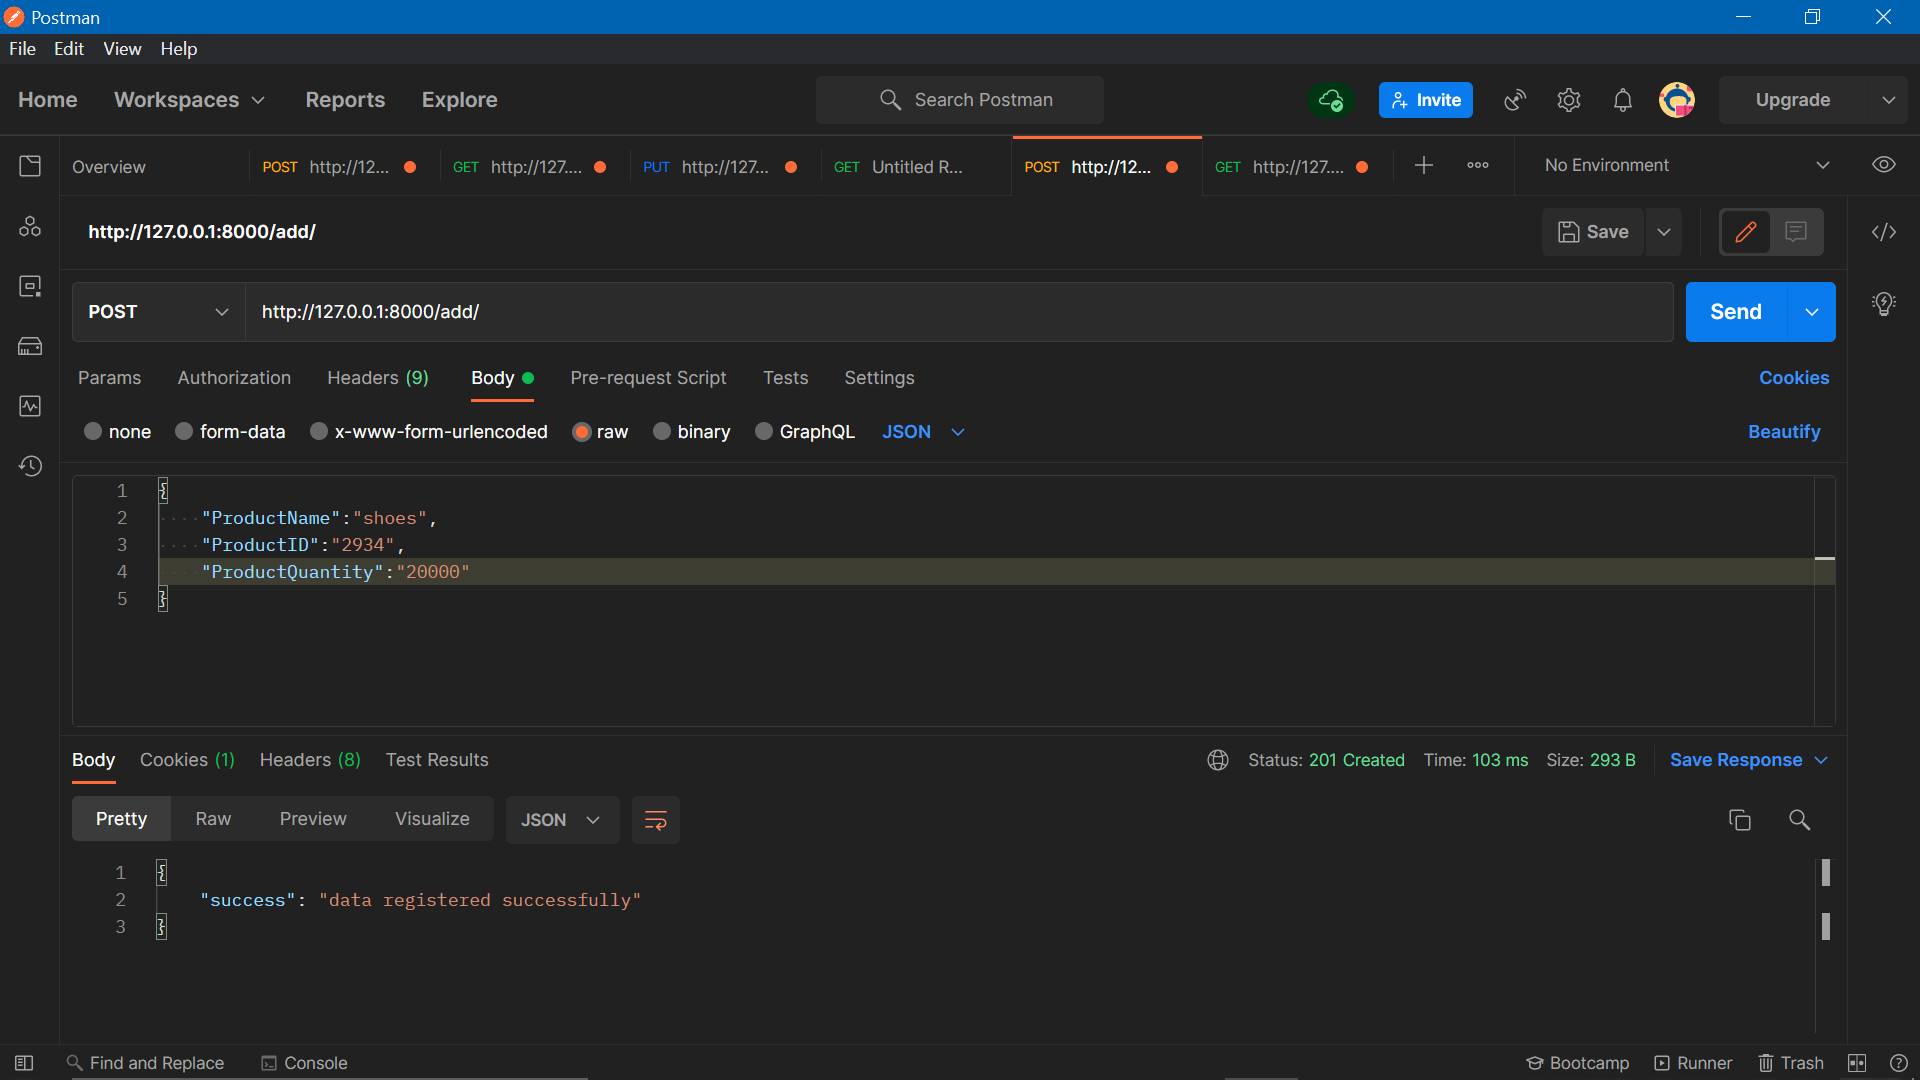 Postman
File Edit View Help
Home Workspaces Reports Explore Search Postman Invite Upgrade
Overview POST http://12... GET http://127.... PUT http://127... GET Untitled R... POST http://12... GET http://127.... No Environment
http://127.0.0.1:8000/add/ Save
POST http://127.0.0.1:8000/add/ Send
Params Authorization Headers (9) Body Pre-request Script Tests Settings Cookies
none form-data x-www-form-urlencoded raw binary GraphQL JSON Beautify
1 {
2 "ProductName":"shoes",
3 "ProductID":"2934",
4 "ProductQuantity":"20000"
5 }
Body Cookies (1) Headers (8) Test Results Status: 201 Created Time: 103 ms Size: 293 B Save Response
Pretty Raw Preview Visualize JSON
1 {
2 "success": "data registered successfully"
3 }
Find and Replace Console Bootcamp Runner Trash